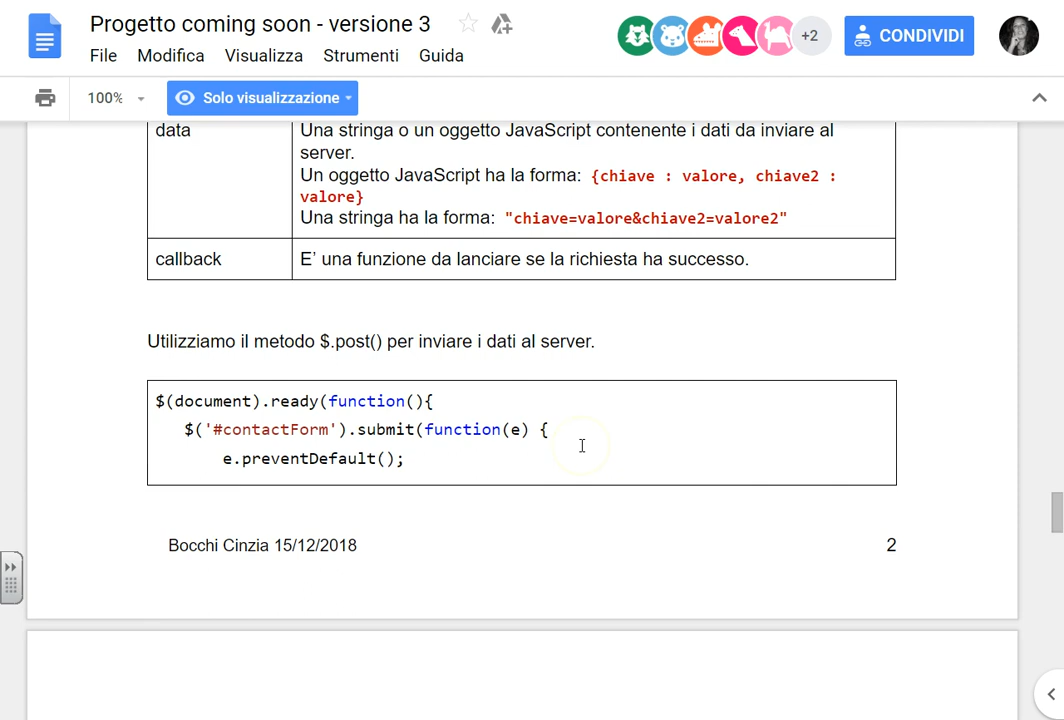 Progetto coming soon - versione 3
File Modifica Visualizza Strumenti Guida
+2
CONDIVIDI
100%
Solo visualizzazione
data
Una stringa o un oggetto JavaScript contenente i dati da inviare al
server.
Un oggetto JavaScript ha la forma: {chiave : valore, chiave2 :
valore}
Una stringa ha la forma: "chiave=valore&chiave2=valore2"
callback
E’ una funzione da lanciare se la richiesta ha successo.
Utilizziamo il metodo $.post() per inviare i dati al server.
$(document).ready(function(){
$('#contactForm').submit(function(e) {
e.preventDefault();
Bocchi Cinzia 15/12/2018
2